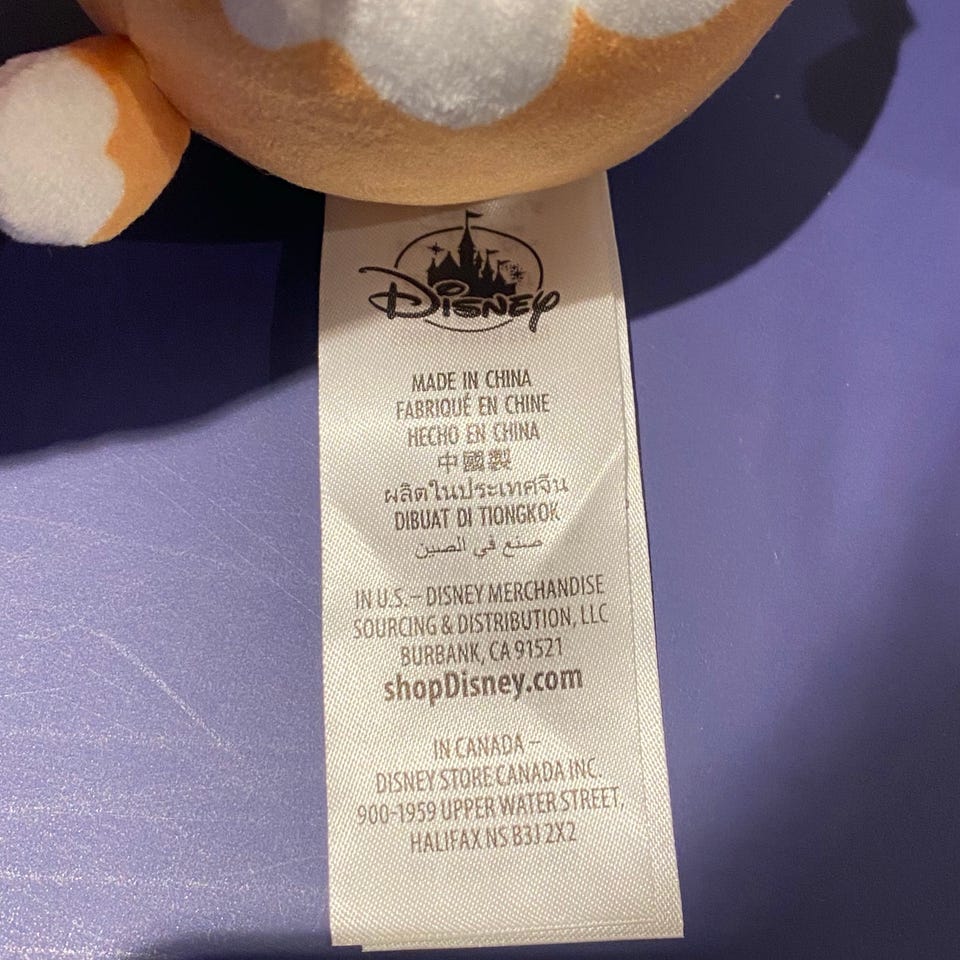 Disney
MADE IN CHINA
FABRIQUÉ EN CHINE
HECHO EN CHINA
中國製
ผลิตในประเทศจีน
DIBUAT DI TIONGKOK
صنع في الصين
IN U.S. – DISNEY MERCHANDISE
SOURCING & DISTRIBUTION, LLC
BURBANK, CA 91521
shopDisney.com
IN CANADA –
DISNEY STORE CANADA INC.
900-1959 UPPER WATER STREET,
HALIFAX NS B3J 2X2